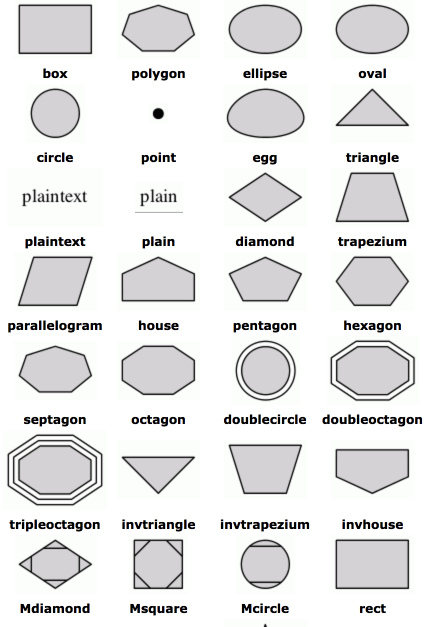 box polygon ellipse oval
circle point egg triangle
plaintext plain
plaintext plain diamond trapezium
parallelogram house pentagon hexagon
septagon octagon doublecircle doubleoctagon
tripleoctagon invtriangle invtrapezium invhouse
Mdiamond Msquare Mcircle rect